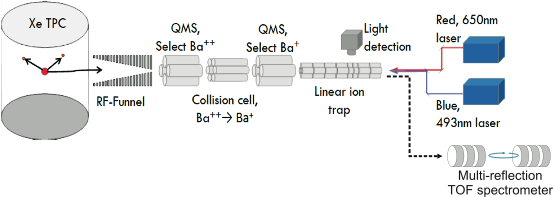 Xe TPC
RF-Funnel
QMS,
Select Ba⁺⁺
Collision cell,
Ba⁺⁺→ Ba⁺
QMS,
Select Ba⁺
Light
detection
Linear ion
trap
Red, 650nm
laser
Blue,
493nm laser
Multi-reflection
TOF spectrometer